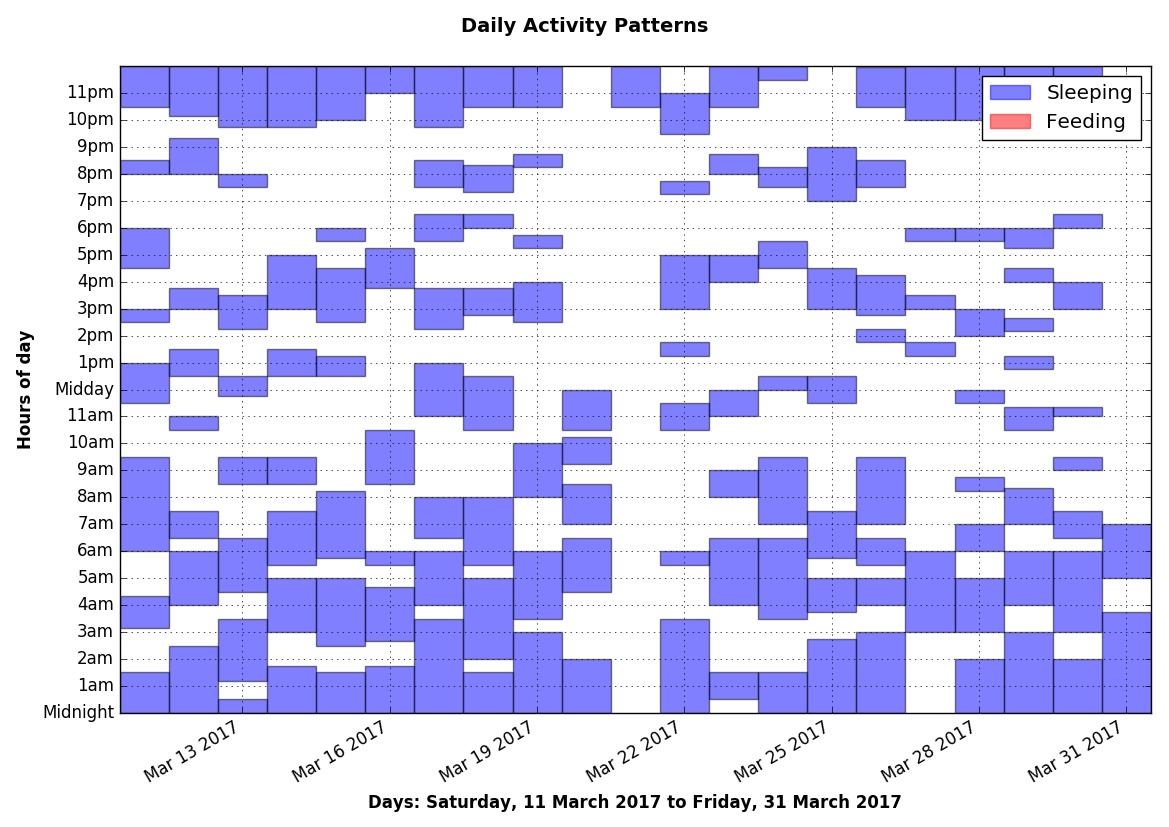 Daily Activity Patterns
Sleeping
Feeding
11pm
10pm
9pm
8pm
7pm
6pm
5pm
4pm
3pm
2pm
1pm
Midday
11am
10am
9am
8am
7am
6am
5am
4am
3am
2am
1am
Midnight
Hours of day
Mar 13 2017
Mar 16 2017
Mar 19 2017
Mar 22 2017
Mar 25 2017
Mar 28 2017
Mar 31 2017
Days: Saturday, 11 March 2017 to Friday, 31 March 2017